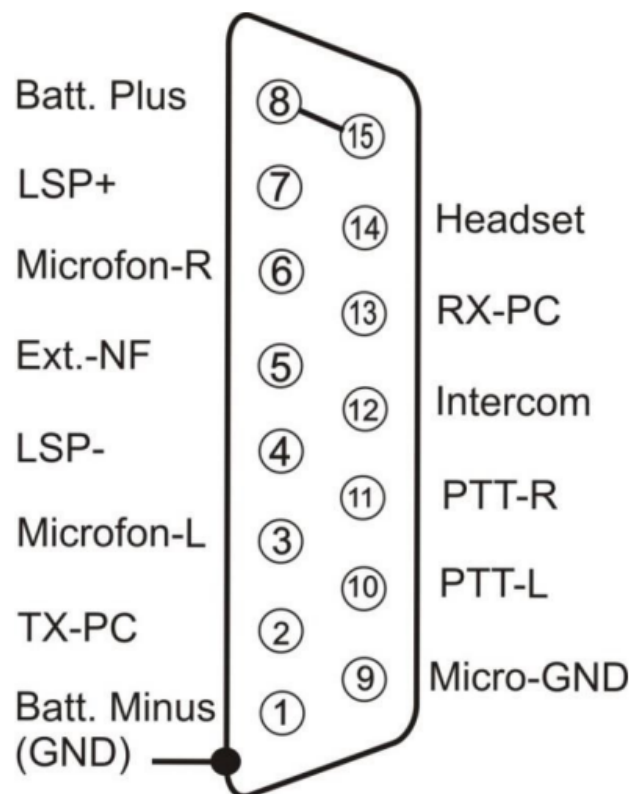 Batt. Plus
8
15
LSP+
7
14
Headset
Microfon-R
6
13
RX-PC
Ext.-NF
5
12
Intercom
LSP-
4
11
PTT-R
Microfon-L
3
10
PTT-L
TX-PC
2
9
Micro-GND
Batt. Minus
1
(GND)